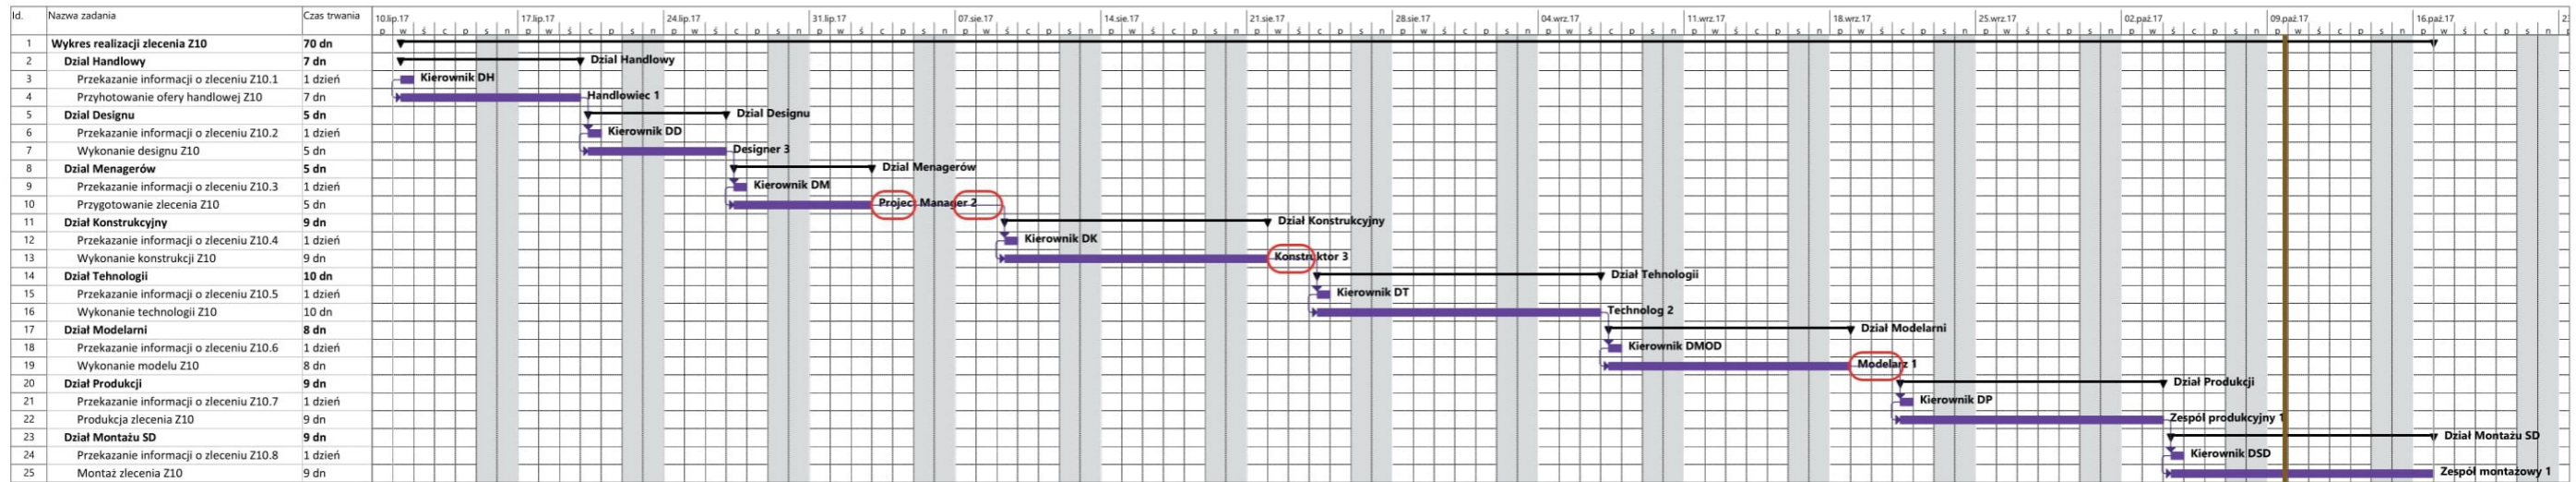 Id. Nazwa zadania Czas trwania 10.lip.17 17.lip.17 24.lip.17 31.lip.17 07.sie.17 14.sie.17 21.sie.17 28.sie.17 04.wrz.17 11.wrz.17 18.wrz.17 25.wrz.17 02.paź.17 09.paź.17 16.paź.17
p w ś c p s n p w ś c p s n p w ś c p s n p w ś c p s n p w ś c p s n p w ś c p s n p w ś c p s n p w ś c p s n p w ś c p s n p w ś c p s n p w ś c p s n p w ś c p s n p w ś c p s n p w ś c p s n p w ś c p s n
1 Wykres realizacji zlecenia Z10 70 dn
2 Dzial Handlowy 7 dn Dzial Handlowy
3 Przekazanie informacji o zleceniu Z10.1 1 dzień Kierownik DH
4 Przyhotowanie ofery handlowej Z10 7 dn Handlowiec 1
5 Dzial Designu 5 dn Dzial Designu
6 Przekazanie informacji o zleceniu Z10.2 1 dzień Kierownik DD
7 Wykonanie designu Z10 5 dn Designer 3
8 Dzial Menagerów 5 dn Dzial Menagerów
9 Przekazanie informacji o zleceniu Z10.3 1 dzień Kierownik DM
10 Przygotowanie zlecenia Z10 5 dn Project Manager 2
11 Dział Konstrukcyjny 9 dn Dział Konstrukcyjny
12 Przekazanie informacji o zleceniu Z10.4 1 dzień Kierownik DK
13 Wykonanie konstrukcji Z10 9 dn Konstruktor 3
14 Dział Tehnologii 10 dn Dział Tehnologii
15 Przekazanie informacji o zleceniu Z10.5 1 dzień Kierownik DT
16 Wykonanie technologii Z10 10 dn Technolog 2
17 Dział Modelarni 8 dn Dział Modelarni
18 Przekazanie informacji o zleceniu Z10.6 1 dzień Kierownik DMOD
19 Wykonanie modelu Z10 8 dn Modelarz 1
20 Dział Produkcji 9 dn Dział Produkcji
21 Przekazanie informacji o zleceniu Z10.7 1 dzień Kierownik DP
22 Produkcja zlecenia Z10 9 dn Zespól produkcyjny 1
23 Dział Montażu SD 9 dn Dział Montażu SD
24 Przekazanie informacji o zleceniu Z10.8 1 dzień Kierownik DSD
25 Montaż zlecenia Z10 9 dn Zespół montażowy 1